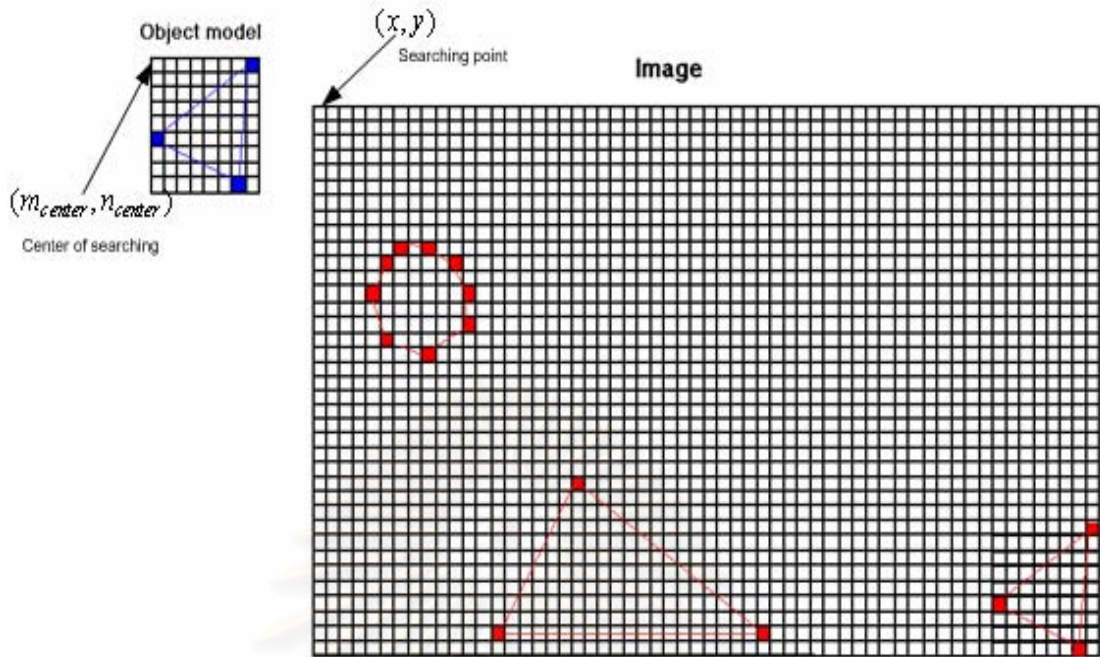 (x, y)
Object model
Searching point
Image
(m_center, n_center)
Center of searching